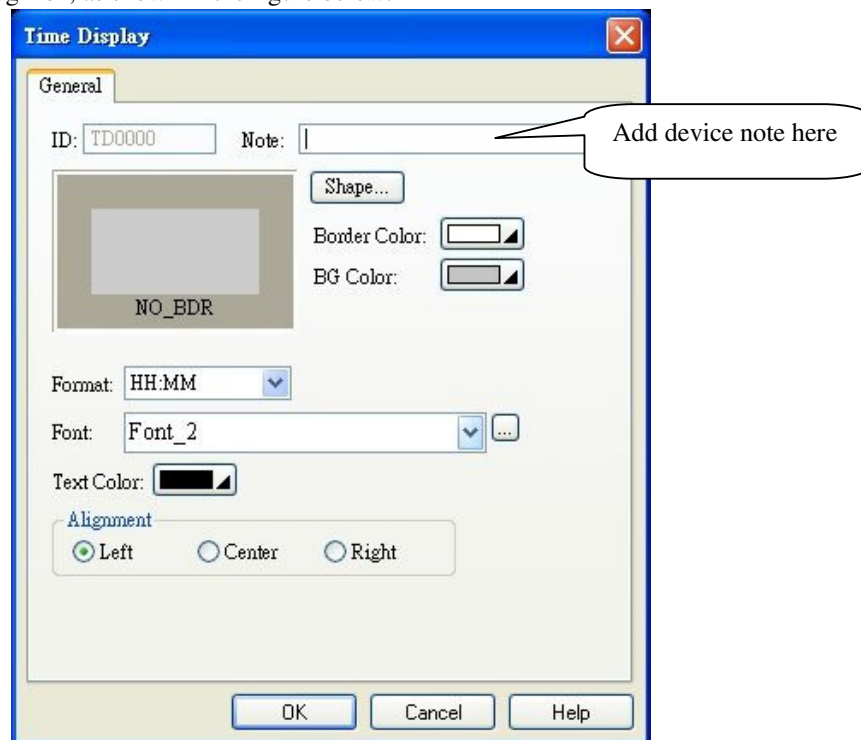 Time Display
General
ID: TD0000 Note:
Add device note here
Shape...
Border Color:
BG Color:
NO_BDR
Format: HH:MM
Font: Font_2 ...
Text Color:
Alignment
Left Center Right
OK Cancel Help